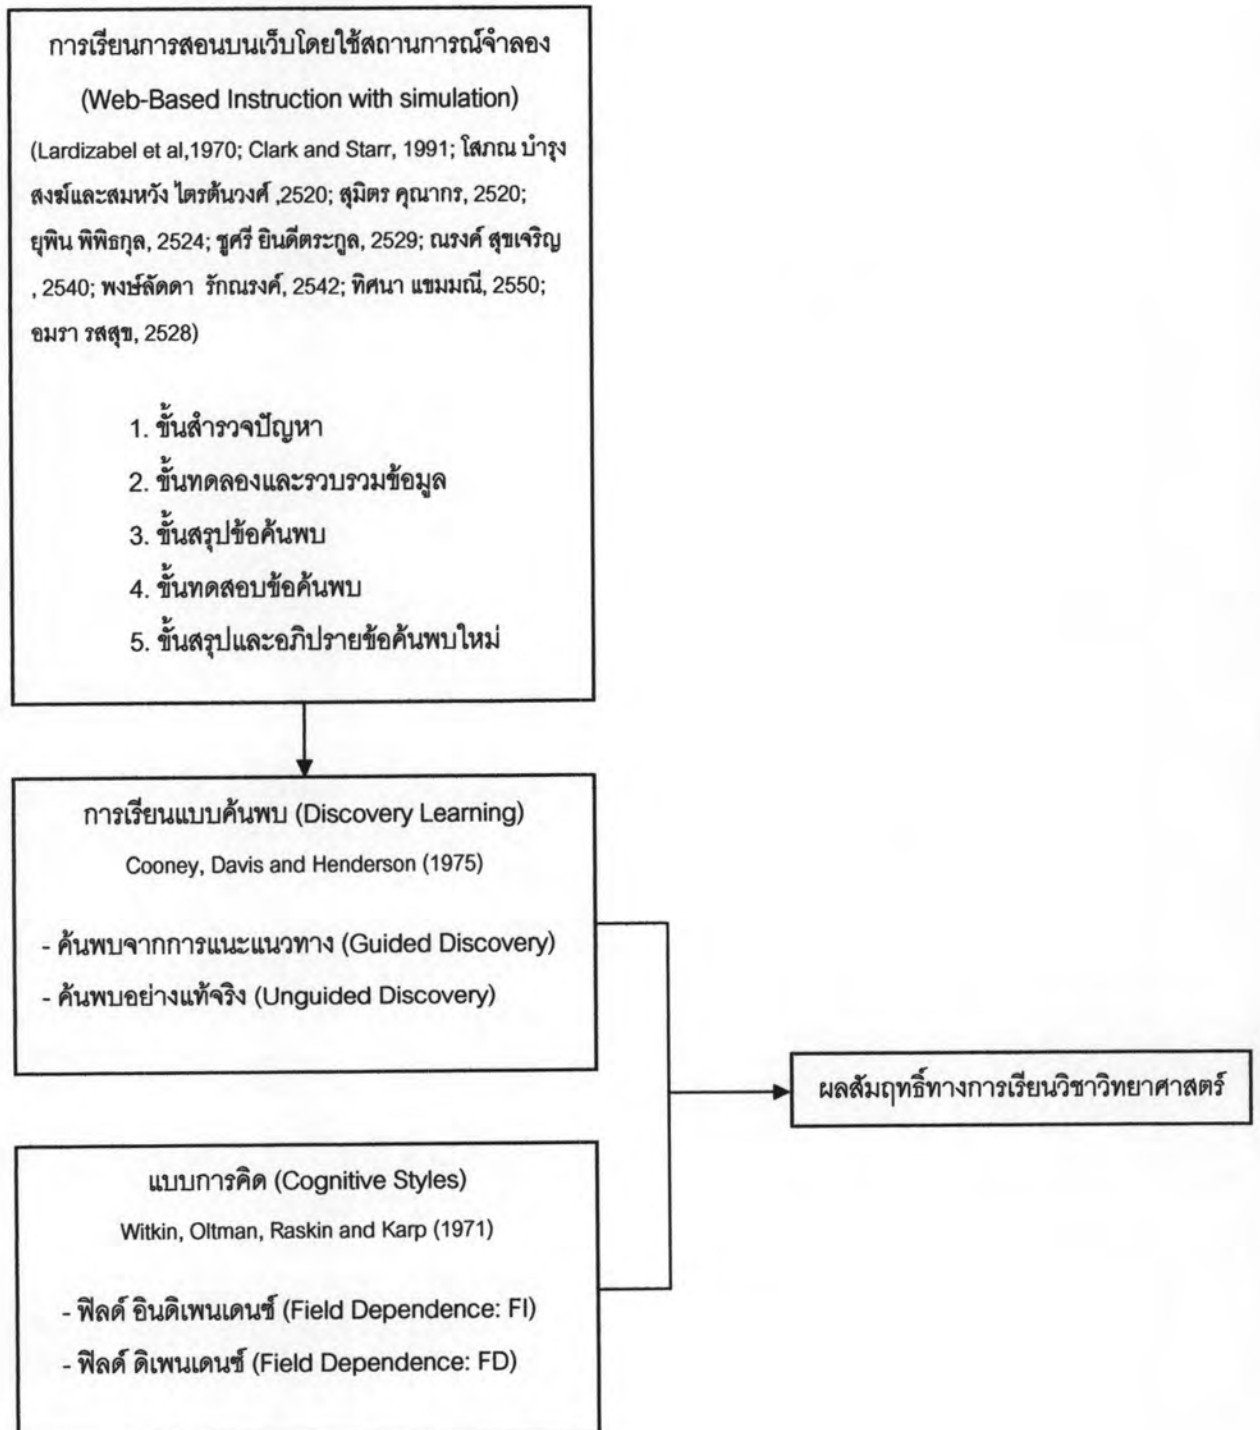 การเรียนการสอนบนเว็บโดยใช้สถานการณ์จำลอง
(Web-Based Instruction with simulation)
(Lardizabel et al,1970; Clark and Starr, 1991; โสภณ บำรุง
สงฆ์และสมหวัง ไตรต้นวงศ์ ,2520; สุมิตร คุณากร, 2520;
ยุพิน พิพิธกุล, 2524; ชูศรี ยินดีตระกูล, 2529; ณรงค์ สุขเจริญ
, 2540; พงษ์ลัดดา รักณรงค์, 2542; ทิศนา แขมมณี, 2550;
อมรา รสสุข, 2528)
1. ขั้นสำรวจปัญหา
2. ขั้นทดลองและรวบรวมข้อมูล
3. ขั้นสรุปข้อค้นพบ
4. ขั้นทดสอบข้อค้นพบ
5. ขั้นสรุปและอภิปรายข้อค้นพบใหม่
การเรียนแบบค้นพบ (Discovery Learning)
Cooney, Davis and Henderson (1975)
- ค้นพบจากการแนะแนวทาง (Guided Discovery)
- ค้นพบอย่างแท้จริง (Unguided Discovery)
ผลสัมฤทธิ์ทางการเรียนวิชาวิทยาศาสตร์
แบบการคิด (Cognitive Styles)
Witkin, Oltman, Raskin and Karp (1971)
- ฟิลด์ อินดิเพนเดนซ์ (Field Dependence: FI)
- ฟิลด์ ดิเพนเดนซ์ (Field Dependence: FD)